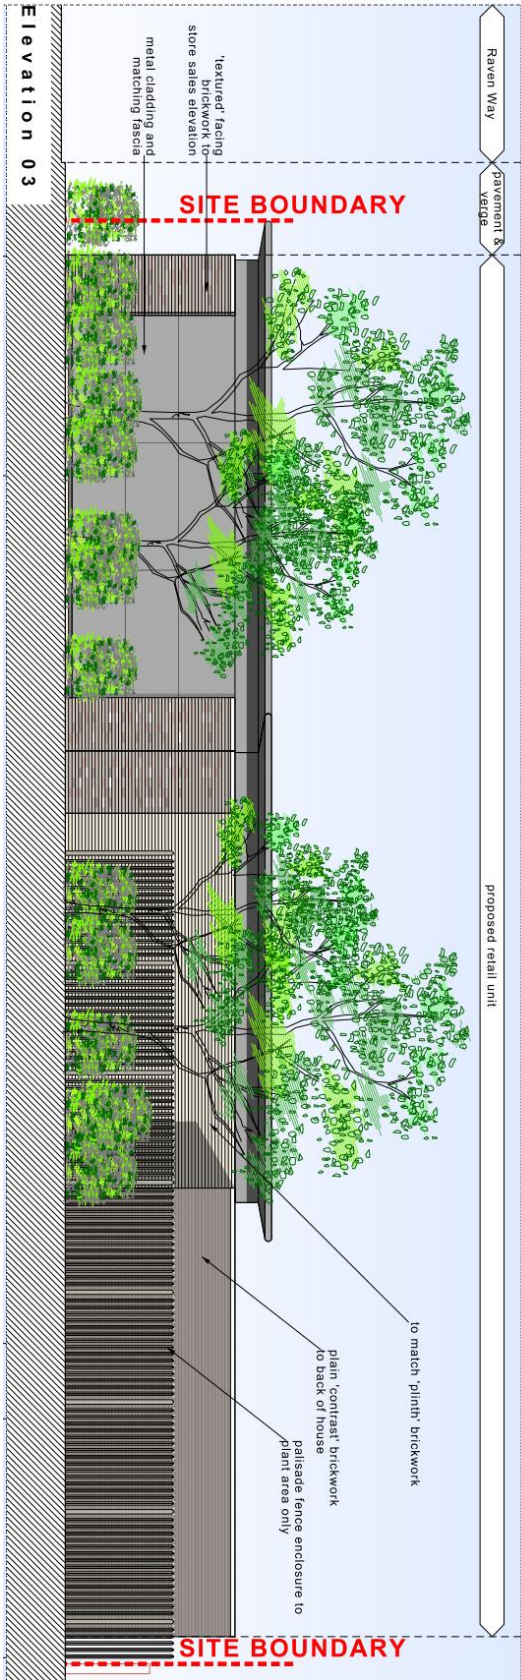 Raven Way
pavement &
verge
proposed retail unit
SITE BOUNDARY
'textured' facing
brickwork to
store sales elevation
metal cladding and
matching fascia
to match 'plinth' brickwork
plain 'contrast' brickwork
to back of house
palisade fence enclosure to
plant area only
SITE BOUNDARY
Elevation 03